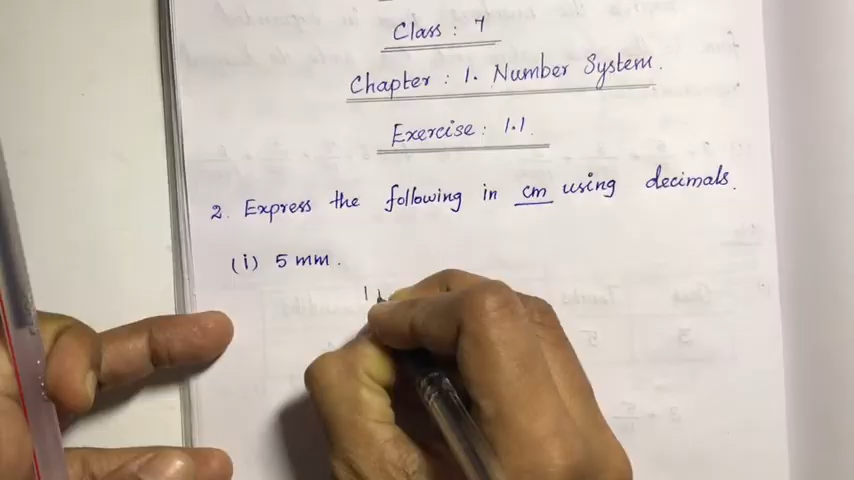 Class : 7
Chapter : 1. Number System.
Exercise : 1.1
2. Express the following in cm using decimals.
(i) 5 mm.
1